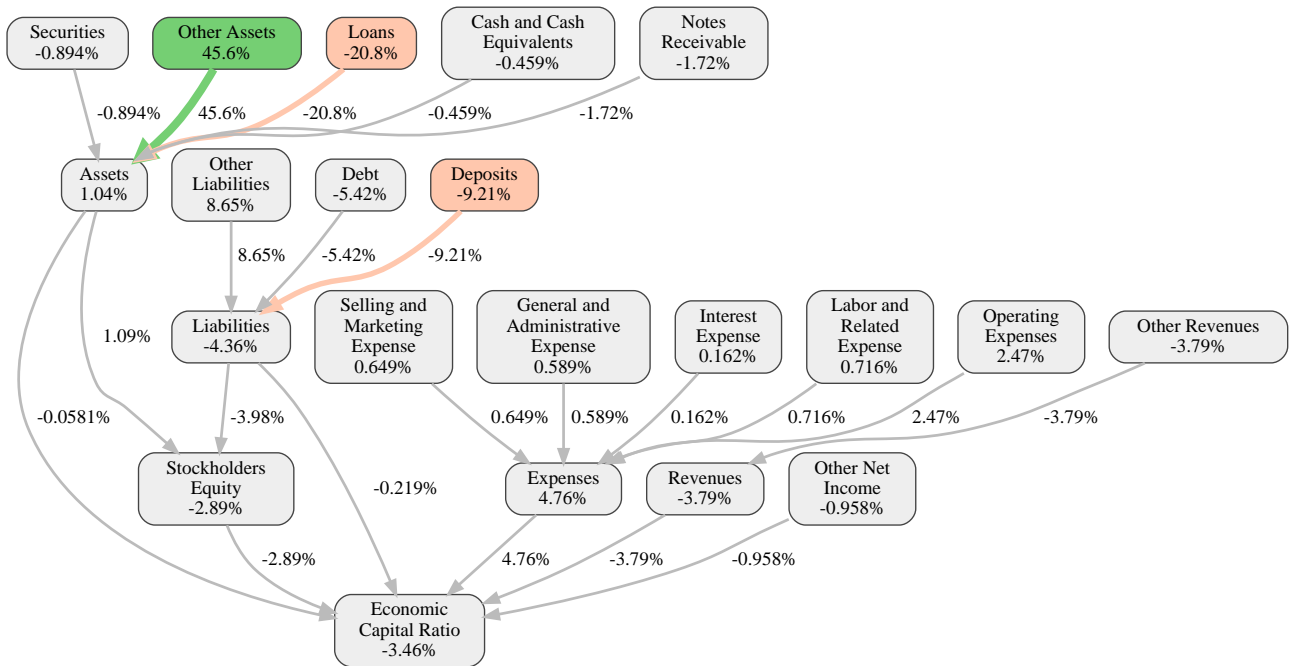 Securities
-0.894%
Other Assets
45.6%
Loans
-20.8%
Cash and Cash
Equivalents
-0.459%
Notes
Receivable
-1.72%
-0.894%
45.6%
-20.8%
-0.459%
-1.72%
Assets
1.04%
Other
Liabilities
8.65%
Debt
-5.42%
Deposits
-9.21%
8.65%
-5.42%
-9.21%
Liabilities
-4.36%
Selling and
Marketing
Expense
0.649%
General and
Administrative
Expense
0.589%
Interest
Expense
0.162%
Labor and
Related
Expense
0.716%
Operating
Expenses
2.47%
Other Revenues
-3.79%
1.09%
-0.0581%
-3.98%
0.649%
0.589%
0.162%
0.716%
2.47%
-3.79%
Stockholders
Equity
-2.89%
-0.219%
Expenses
4.76%
Revenues
-3.79%
Other Net
Income
-0.958%
-2.89%
4.76%
-3.79%
-0.958%
Economic
Capital Ratio
-3.46%